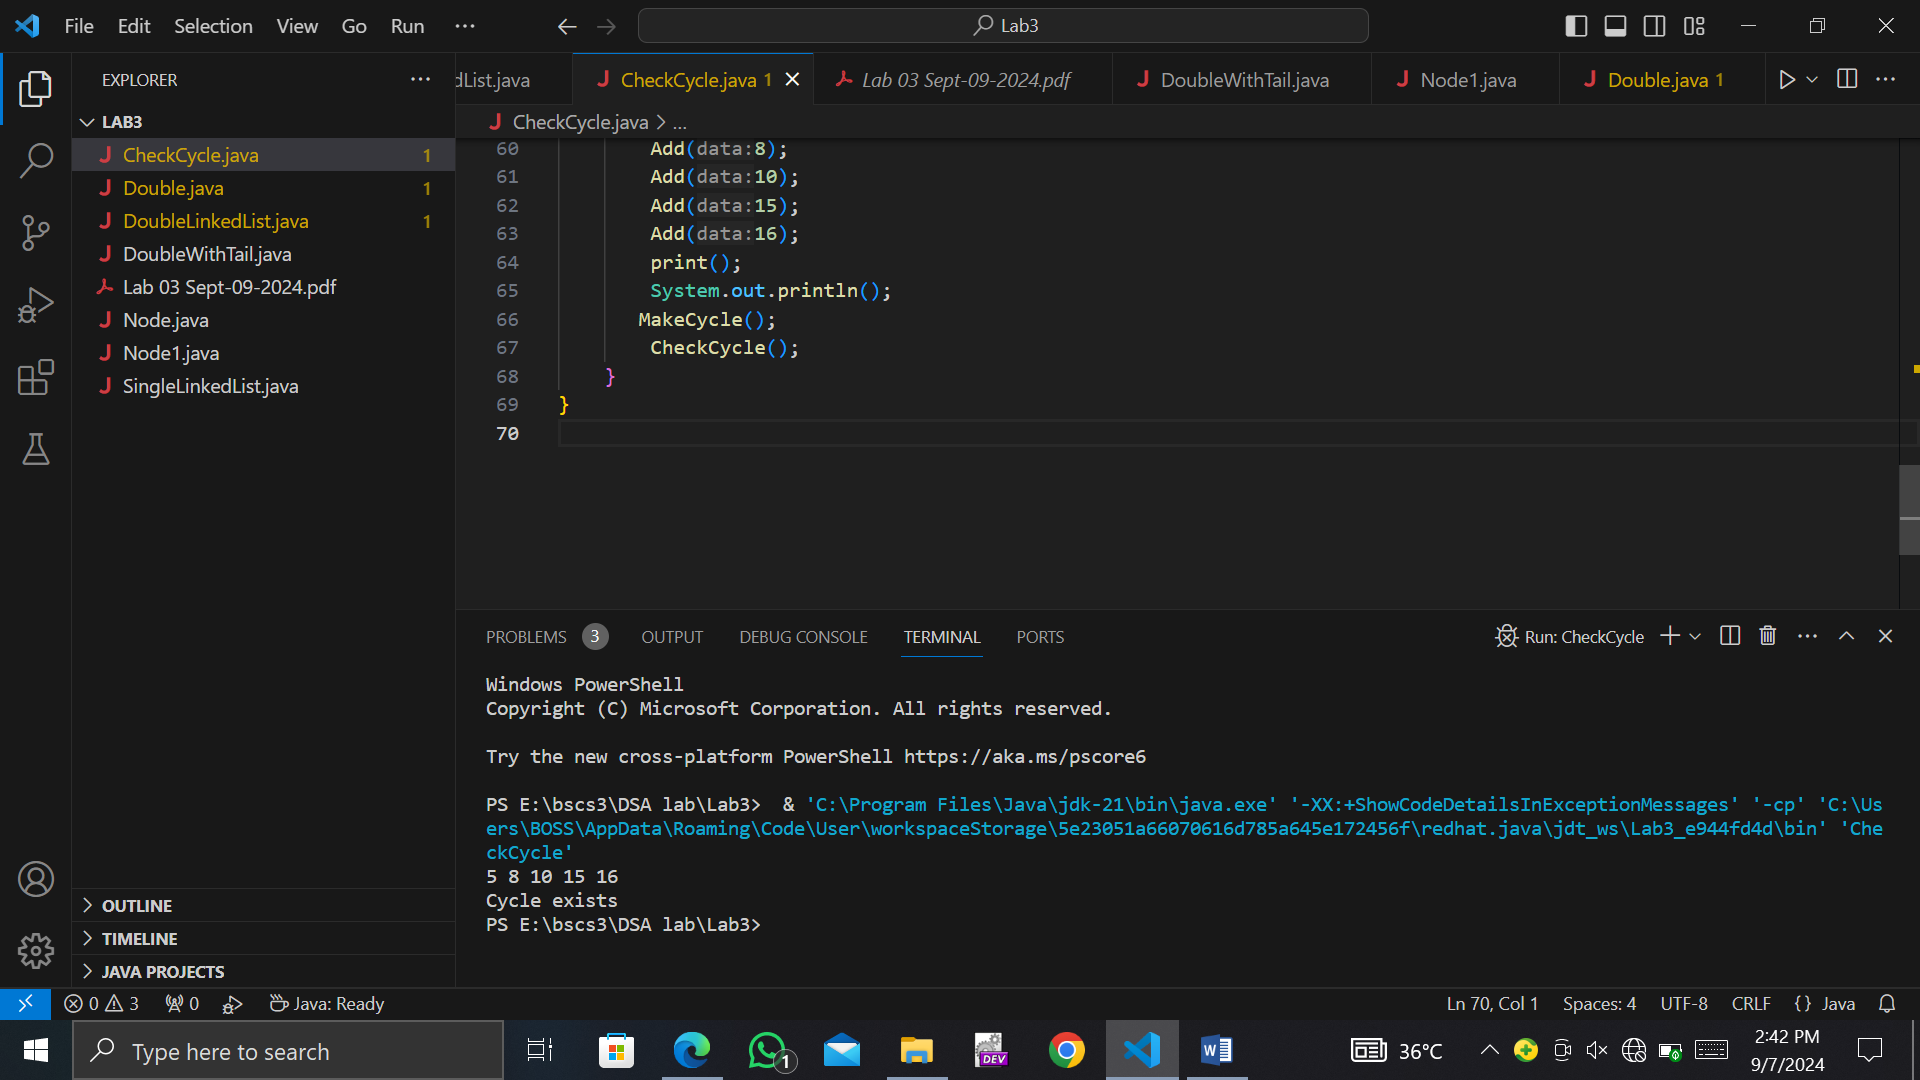 File Edit Selection View Go Run ···
Lab3
EXPLORER
LAB3
CheckCycle.java 1
Double.java 1
DoubleLinkedList.java 1
DoubleWithTail.java
Lab 03 Sept-09-2024.pdf
Node.java
Node1.java
SingleLinkedList.java
OUTLINE
TIMELINE
JAVA PROJECTS
dList.java CheckCycle.java 1 Lab 03 Sept-09-2024.pdf DoubleWithTail.java Node1.java Double.java 1
CheckCycle.java > ...
60 Add(data:8);
61 Add(data:10);
62 Add(data:15);
63 Add(data:16);
64 print();
65 System.out.println();
66 MakeCycle();
67 CheckCycle();
68 }
69 }
70
PROBLEMS 3 OUTPUT DEBUG CONSOLE TERMINAL PORTS Run: CheckCycle
Windows PowerShell
Copyright (C) Microsoft Corporation. All rights reserved.
Try the new cross-platform PowerShell https://aka.ms/pscore6
PS E:\bscs3\DSA lab\Lab3>  & 'C:\Program Files\Java\jdk-21\bin\java.exe' '-XX:+ShowCodeDetailsInExceptionMessages' '-cp' 'C:\Us
ers\BOSS\AppData\Roaming\Code\User\workspaceStorage\5e23051a66070616d785a645e172456f\redhat.java\jdt_ws\Lab3_e944fd4d\bin' 'Che
ckCycle'
5 8 10 15 16
Cycle exists
PS E:\bscs3\DSA lab\Lab3>
0 3 0 Java: Ready Ln 70, Col 1 Spaces: 4 UTF-8 CRLF {} Java
Type here to search
1
DEV
36°C
2:42 PM
9/7/2024